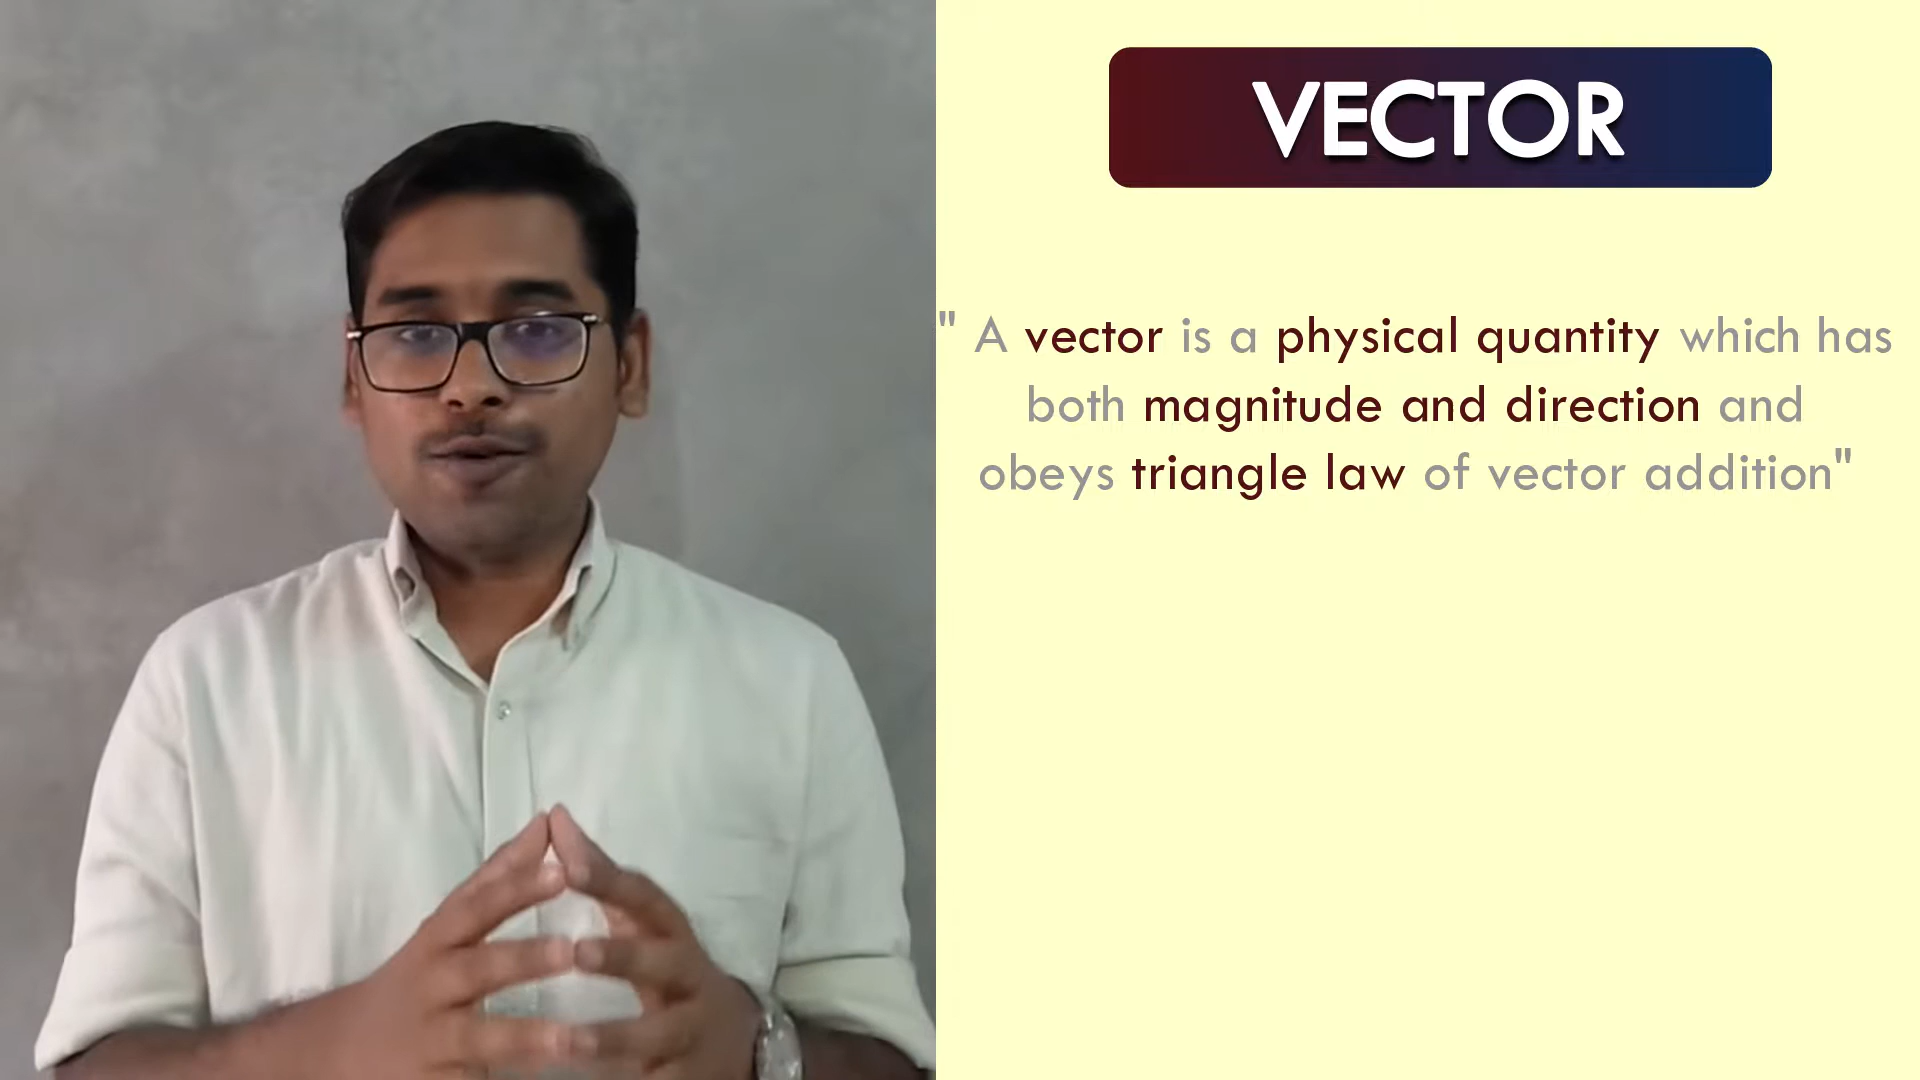 VECTOR
" A vector is a physical quantity which has
both magnitude and direction and
obeys triangle law of vector addition"